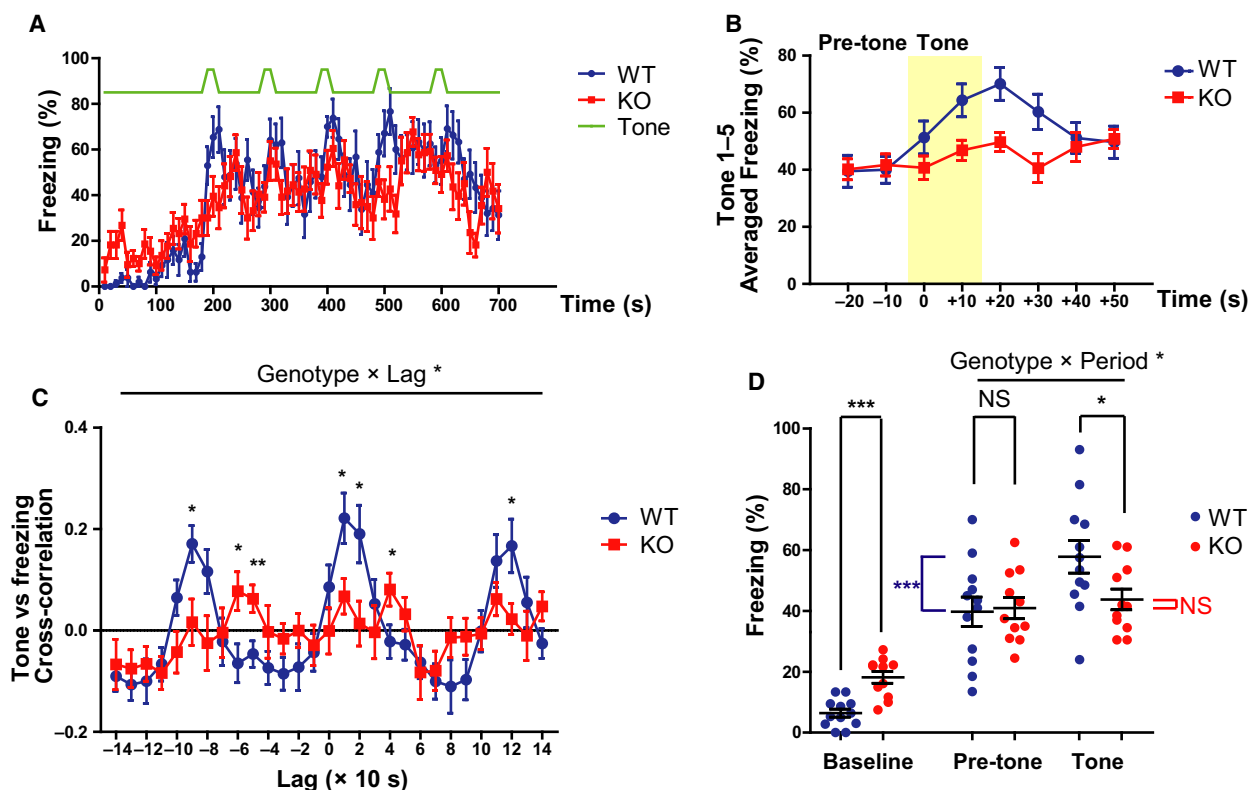 A
Freezing (%)
100
80
60
40
20
0
0
100
200
300
400
500
600
700
Time (s)
WT
KO
Tone
B
Pre-tone Tone
Tone 1–5
Averaged Freezing (%)
80
60
40
20
0
–20
–10
0
+10
+20
+30
+40
+50
Time (s)
WT
KO
C
Genotype × Lag *
Tone vs freezing
Cross-correlation
0.4
0.2
0.0
–0.2
*
*
**
*
*
*
*
–14
–12
–10
–8
–6
–4
–2
0
2
4
6
8
10
12
14
Lag (× 10 s)
WT
KO
D
Genotype × Period *
***
NS
*
Freezing (%)
100
80
60
40
20
0
***
NS
Baseline
Pre-tone
Tone
WT
KO